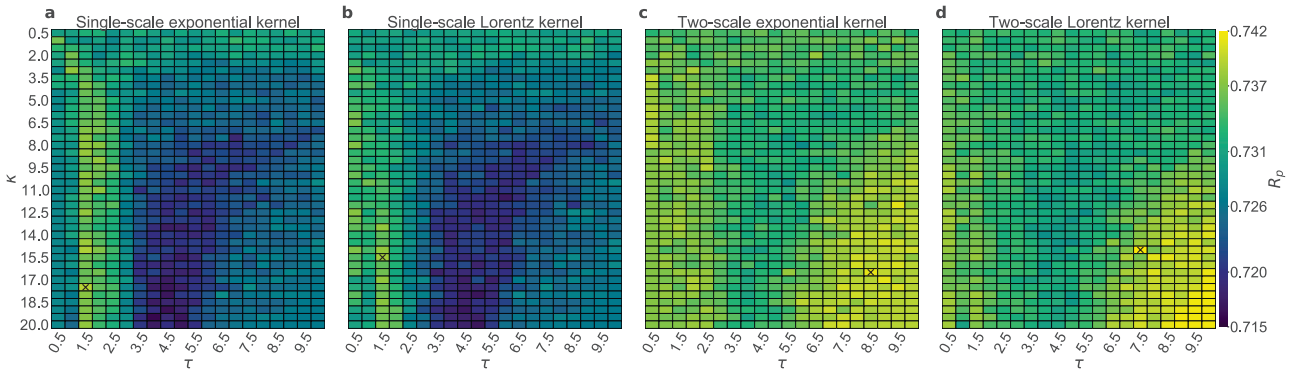 a Single-scale exponential kernel
b Single-scale Lorentz kernel
c Two-scale exponential kernel
d Two-scale Lorentz kernel
κ
0.5
2.0
3.5
5.0
6.5
8.0
9.5
11.0
12.5
14.0
15.5
17.0
18.5
20.0
0.5 1.5 2.5 3.5 4.5 5.5 6.5 7.5 8.5 9.5
τ
0.5 1.5 2.5 3.5 4.5 5.5 6.5 7.5 8.5 9.5
τ
0.5 1.5 2.5 3.5 4.5 5.5 6.5 7.5 8.5 9.5
τ
0.5 1.5 2.5 3.5 4.5 5.5 6.5 7.5 8.5 9.5
τ
0.742
0.737
0.731
0.726
0.720
0.715
R_p